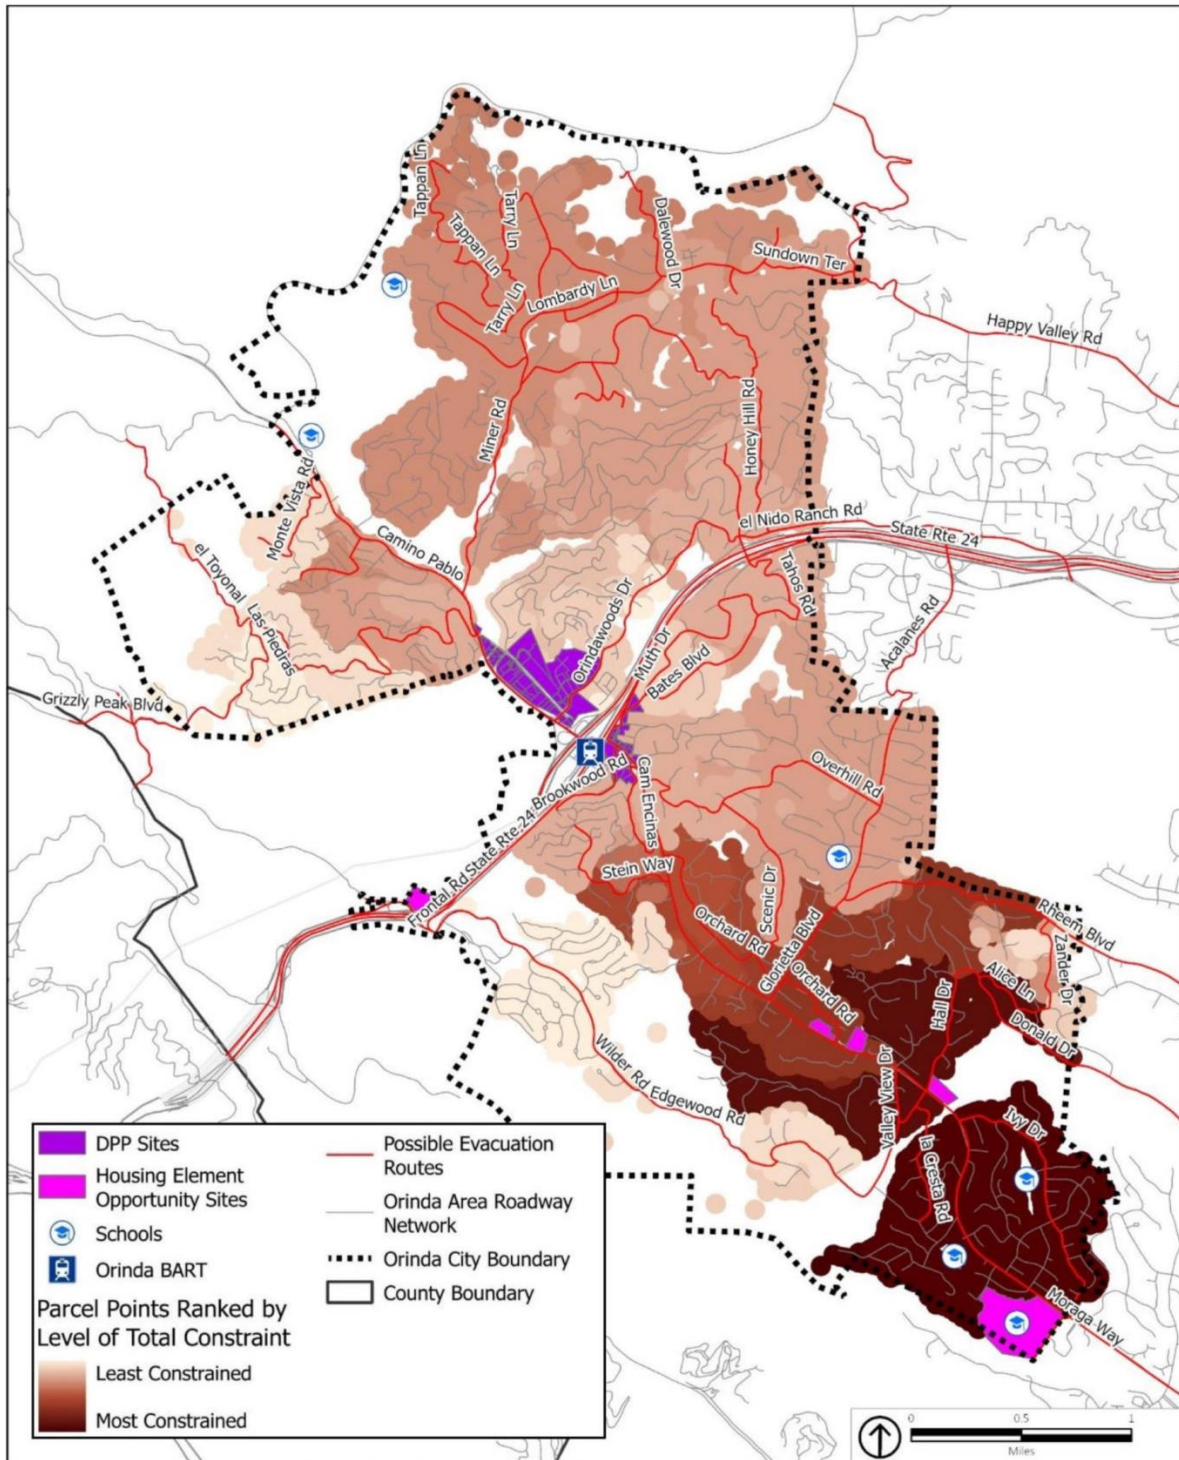 Tappan Ln
Tarry Ln
Dalewood Dr
Tappan Ln
Sundown Ter
Tarry Ln
Lombardy Ln
Happy Valley Rd
Miner Rd
Honey Hill Rd
Monte Vista Rd
el Nido Ranch Rd
State Rte 24
Camino Pablo
el Toyonal
Tahos Rd
Orindawoods Dr
Acalanes Rd
Las Piedras
Muth Dr
Bates Blvd
Grizzly Peak Blvd
Brookwood Rd
Overhill Rd
Cam. Encinas
State Rte 24
Stein Way
Frontal Rd
Scenic Dr
Orchard Rd
Rheem Blvd
Glorietta Blvd
Zander Dr
Orchard Rd
Alice Ln
Hall Dr
Donald Dr
Wilder Rd
Edgewood Rd
Valley View Dr
Ivy Dr
la Cresta Rd
Moraga Way
DPP Sites
Housing Element
Opportunity Sites
Schools
Orinda BART
Parcel Points Ranked by
Level of Total Constraint
Least Constrained
Most Constrained
Possible Evacuation
Routes
Orinda Area Roadway
Network
Orinda City Boundary
County Boundary
0 0.5 1
Miles